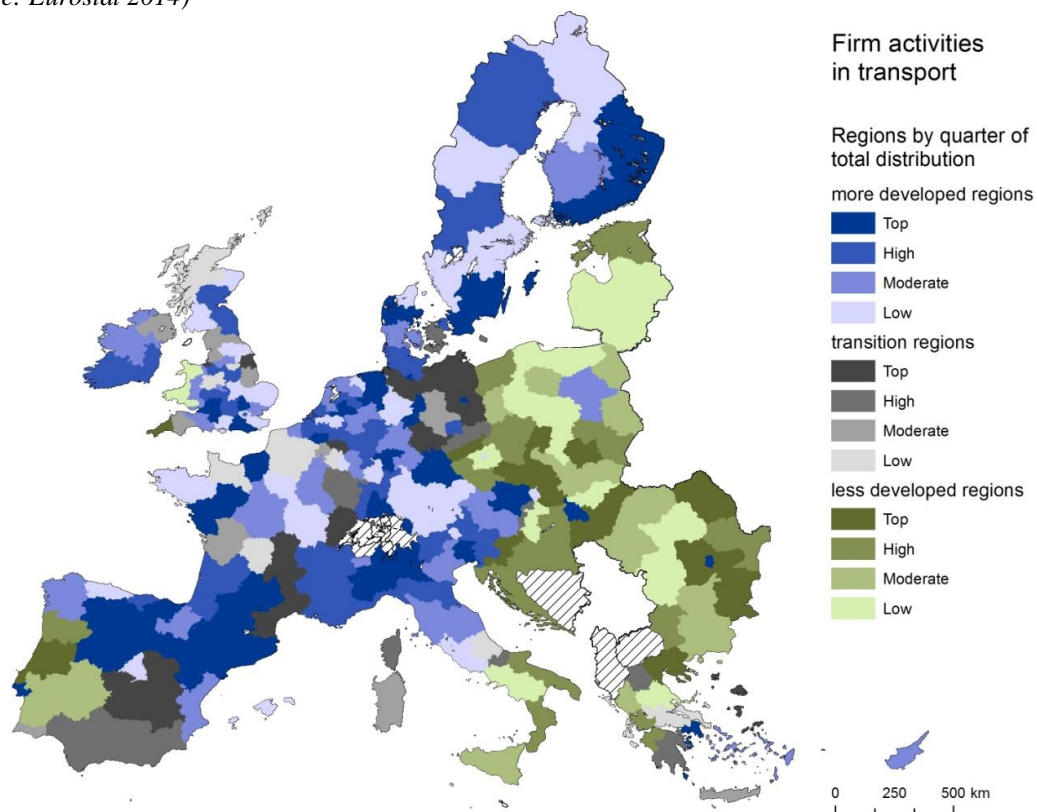 e: Eurostat 2014)
Firm activities
in transport
Regions by quarter of
total distribution
more developed regions
Top
High
Moderate
Low
transition regions
Top
High
Moderate
Low
less developed regions
Top
High
Moderate
Low
0 250 500 km